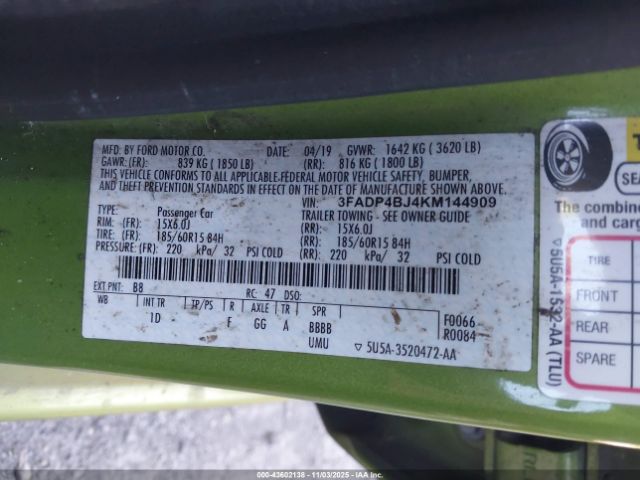 MFD. BY FORD MOTOR CO. DATE: 04/19 GVWR: 1642 KG ( 3620 LB)
GAWR: (FR): 839 KG ( 1850 LB) (RR): 816 KG ( 1800 LB)
THIS VEHICLE CONFORMS TO ALL APPLICABLE FEDERAL MOTOR VEHICLE SAFETY, BUMPER,
AND THEFT PREVENTION STANDARDS IN EFFECT ON THE DATE OF MANUFACTURE SHOWN ABOVE.
VIN: 3FADP4BJ4KM144909
TYPE: Passenger Car TRAILER TOWING - SEE OWNER GUIDE
RIM: (FR): 15X6.0J (RR): 15X6.0J
TIRE: (FR): 185/60R15 84H (RR): 185/60R15 84H
PRESSURE: (FR): 220 kPa/ 32 PSI COLD (RR): 220 kPa/ 32 PSI COLD
EXT PNT: B8 RC: 47 DSO:
WB INT TR TP/PS R AXLE TR SPR
1D F GG A BBBB
UMU
F0066
R0084
▽ 5U5A-3520472-AA
SEA
The combine
and carg
TIRE
FRONT
REAR
SPARE
▽ 5U5A-1532-AA (TLU)
#00-43602138 - 11/03/2025 - IAAI.COM